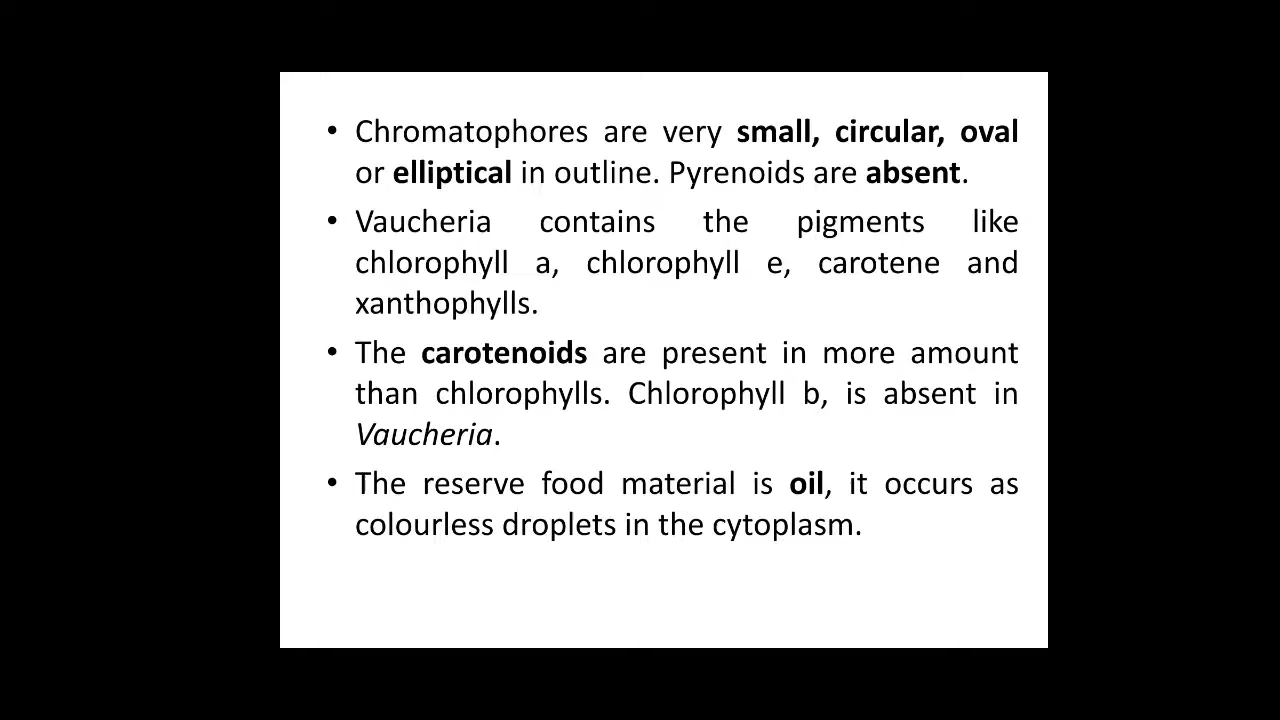 • Chromatophores are very small, circular, oval
or elliptical in outline. Pyrenoids are absent.
• Vaucheria contains the pigments like
chlorophyll a, chlorophyll e, carotene and
xanthophylls.
• The carotenoids are present in more amount
than chlorophylls. Chlorophyll b, is absent in
Vaucheria.
• The reserve food material is oil, it occurs as
colourless droplets in the cytoplasm.